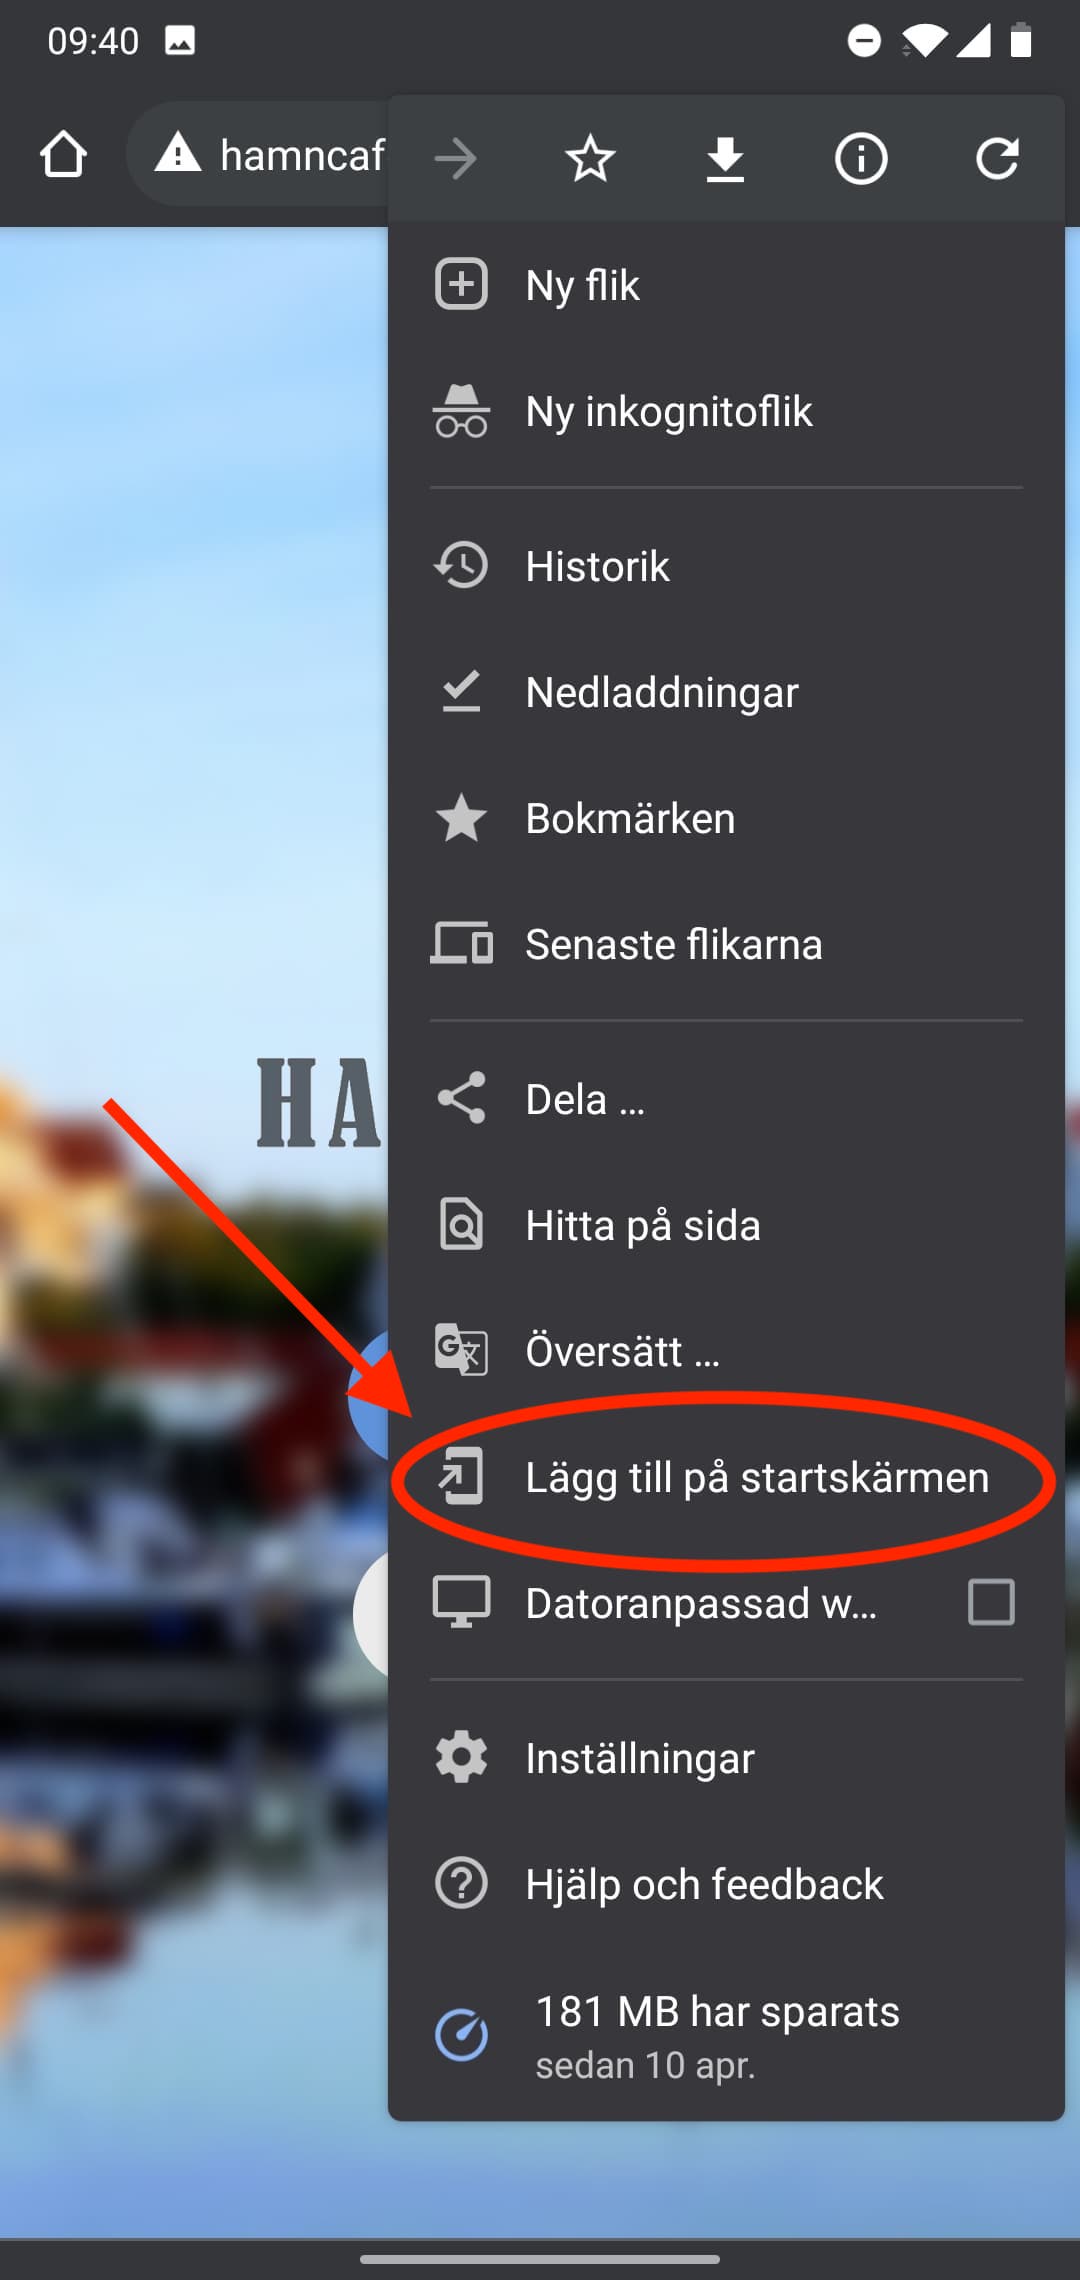 09:40
hamncaf
Ny flik
Ny inkognitoflik
Historik
Nedladdningar
Bokmärken
Senaste flikarna
HA
Dela ...
Hitta på sida
Översätt ...
Lägg till på startskärmen
Datoranpassad w...
Inställningar
Hjälp och feedback
181 MB har sparats
sedan 10 apr.